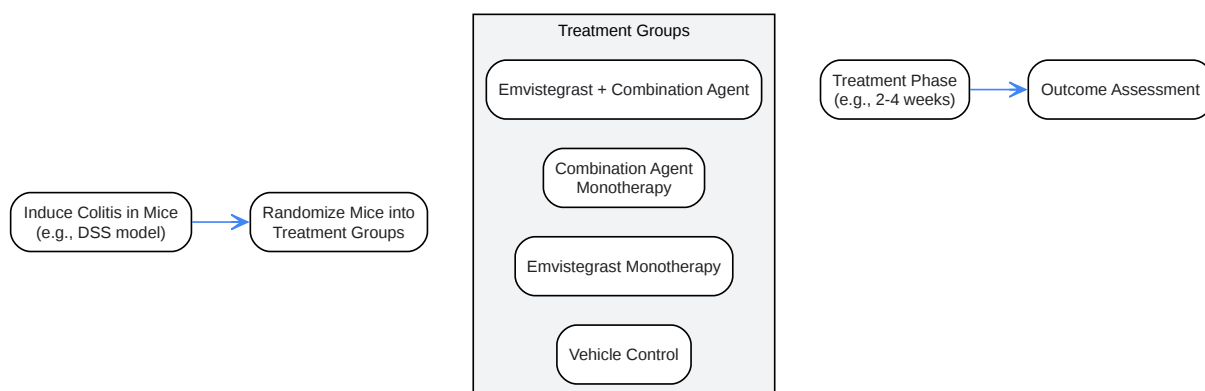 Induce Colitis in Mice
(e.g., DSS model)
Randomize Mice into
Treatment Groups
Treatment Groups
Emvistegrast + Combination Agent
Combination Agent
Monotherapy
Emvistegrast Monotherapy
Vehicle Control
Treatment Phase
(e.g., 2-4 weeks)
Outcome Assessment